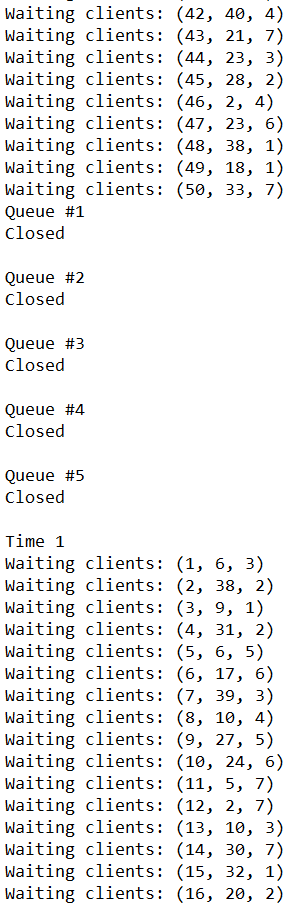 Waiting clients: (42, 40, 4)
Waiting clients: (43, 21, 7)
Waiting clients: (44, 23, 3)
Waiting clients: (45, 28, 2)
Waiting clients: (46, 2, 4)
Waiting clients: (47, 23, 6)
Waiting clients: (48, 38, 1)
Waiting clients: (49, 18, 1)
Waiting clients: (50, 33, 7)
Queue #1
Closed
Queue #2
Closed
Queue #3
Closed
Queue #4
Closed
Queue #5
Closed
Time 1
Waiting clients: (1, 6, 3)
Waiting clients: (2, 38, 2)
Waiting clients: (3, 9, 1)
Waiting clients: (4, 31, 2)
Waiting clients: (5, 6, 5)
Waiting clients: (6, 17, 6)
Waiting clients: (7, 39, 3)
Waiting clients: (8, 10, 4)
Waiting clients: (9, 27, 5)
Waiting clients: (10, 24, 6)
Waiting clients: (11, 5, 7)
Waiting clients: (12, 2, 7)
Waiting clients: (13, 10, 3)
Waiting clients: (14, 30, 7)
Waiting clients: (15, 32, 1)
Waiting clients: (16, 20, 2)